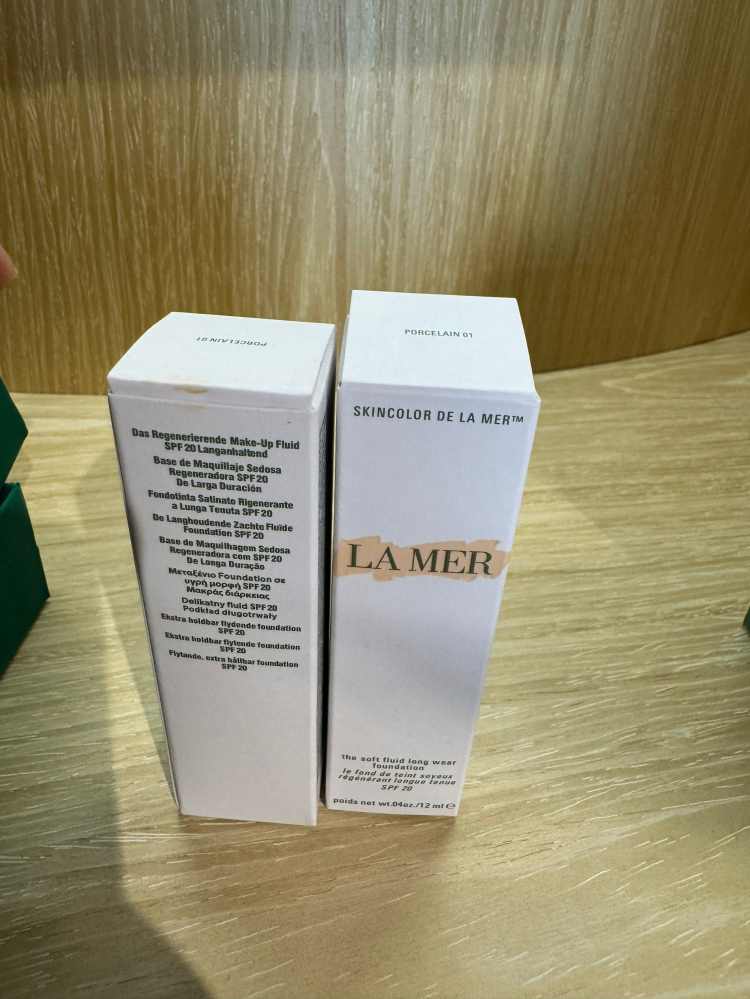 PORCELAIN 01
Das Regenerierende Make-Up Fluid
SPF 20 Langanhaltend
Base de Maquillaje Sedosa
Regeneradora SPF 20
De Larga Duración
Fondotinta Satinato Rigenerante
a Lunga Tenuta SPF 20
De Langhoudende Zachte Fluïde
Foundation SPF 20
Base de Maquilhagem Sedosa
Regeneradora com SPF 20
De Longa Duração
Μεταξένιο Foundation σε
υγρή μορφή SPF 20
Μακράς διάρκειας
Delikatny fluid SPF 20
Podkład długotrwały
Ekstra holdbar flydende foundation
SPF 20
Ekstra holdbar flytende foundation
SPF 20
Flytande, extra hållbar foundation
SPF 20
PORCELAIN 01
SKINCOLOR DE LA MER™
LA MER
the soft fluid long wear
foundation
le fond de teint soyeux
régénérant longue tenue
SPF 20
poids net wt.04oz./12 ml ℮